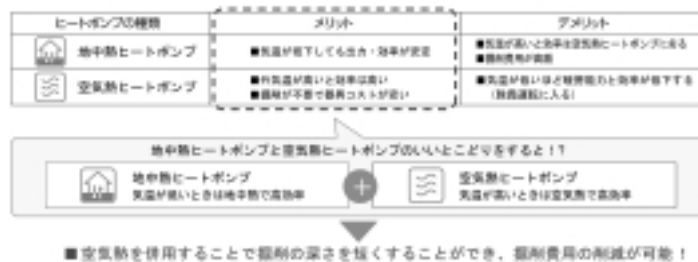 ヒートポンプの種類 メリット デメリット
地中熱ヒートポンプ
■気温が低下しても出力・効率が安定
■気温が高いと効率は空気熱ヒートポンプに劣る
■掘削費用が高価
空気熱ヒートポンプ
■外気温が高いと効率は高い
■掘削が不要で導入コストが安い
■気温が低いほど暖房能力と効率が低下する
(除霜運転に入る)
地中熱ヒートポンプと空気熱ヒートポンプのいいとこどりをすると!?
地中熱ヒートポンプ
気温が低いときは地中熱で高効率
+
空気熱ヒートポンプ
気温が高いときは空気熱で高効率
■空気熱を併用することで掘削の深さを短くすることができ、掘削費用の削減が可能!